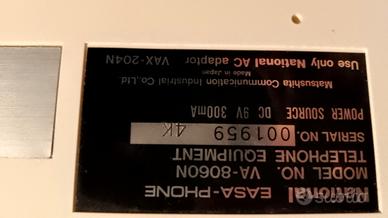 National EASA-PHONE
MODEL NO. VA-8060N
TELEPHONE EQUIPMENT
SERIAL NO. 001959 4K
POWER SOURCE DC 9V 300mA
Matsushita Communication Industrial Co., Ltd.
Made in Japan
Use only National AC adaptor
VAX-204N
subito